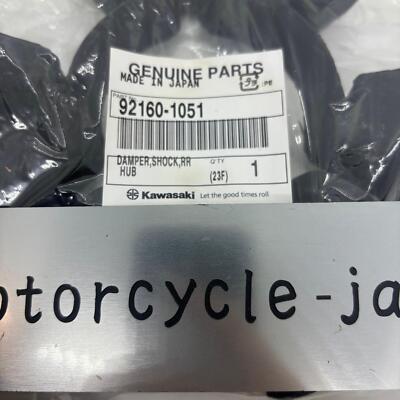 GENUINE PARTS
MADE IN JAPAN
PE
92160-1051
DAMPER,SHOCK,RR
HUB
Q'TY
(23F)
1
Kawasaki Let the good times roll
otorcycle-ja